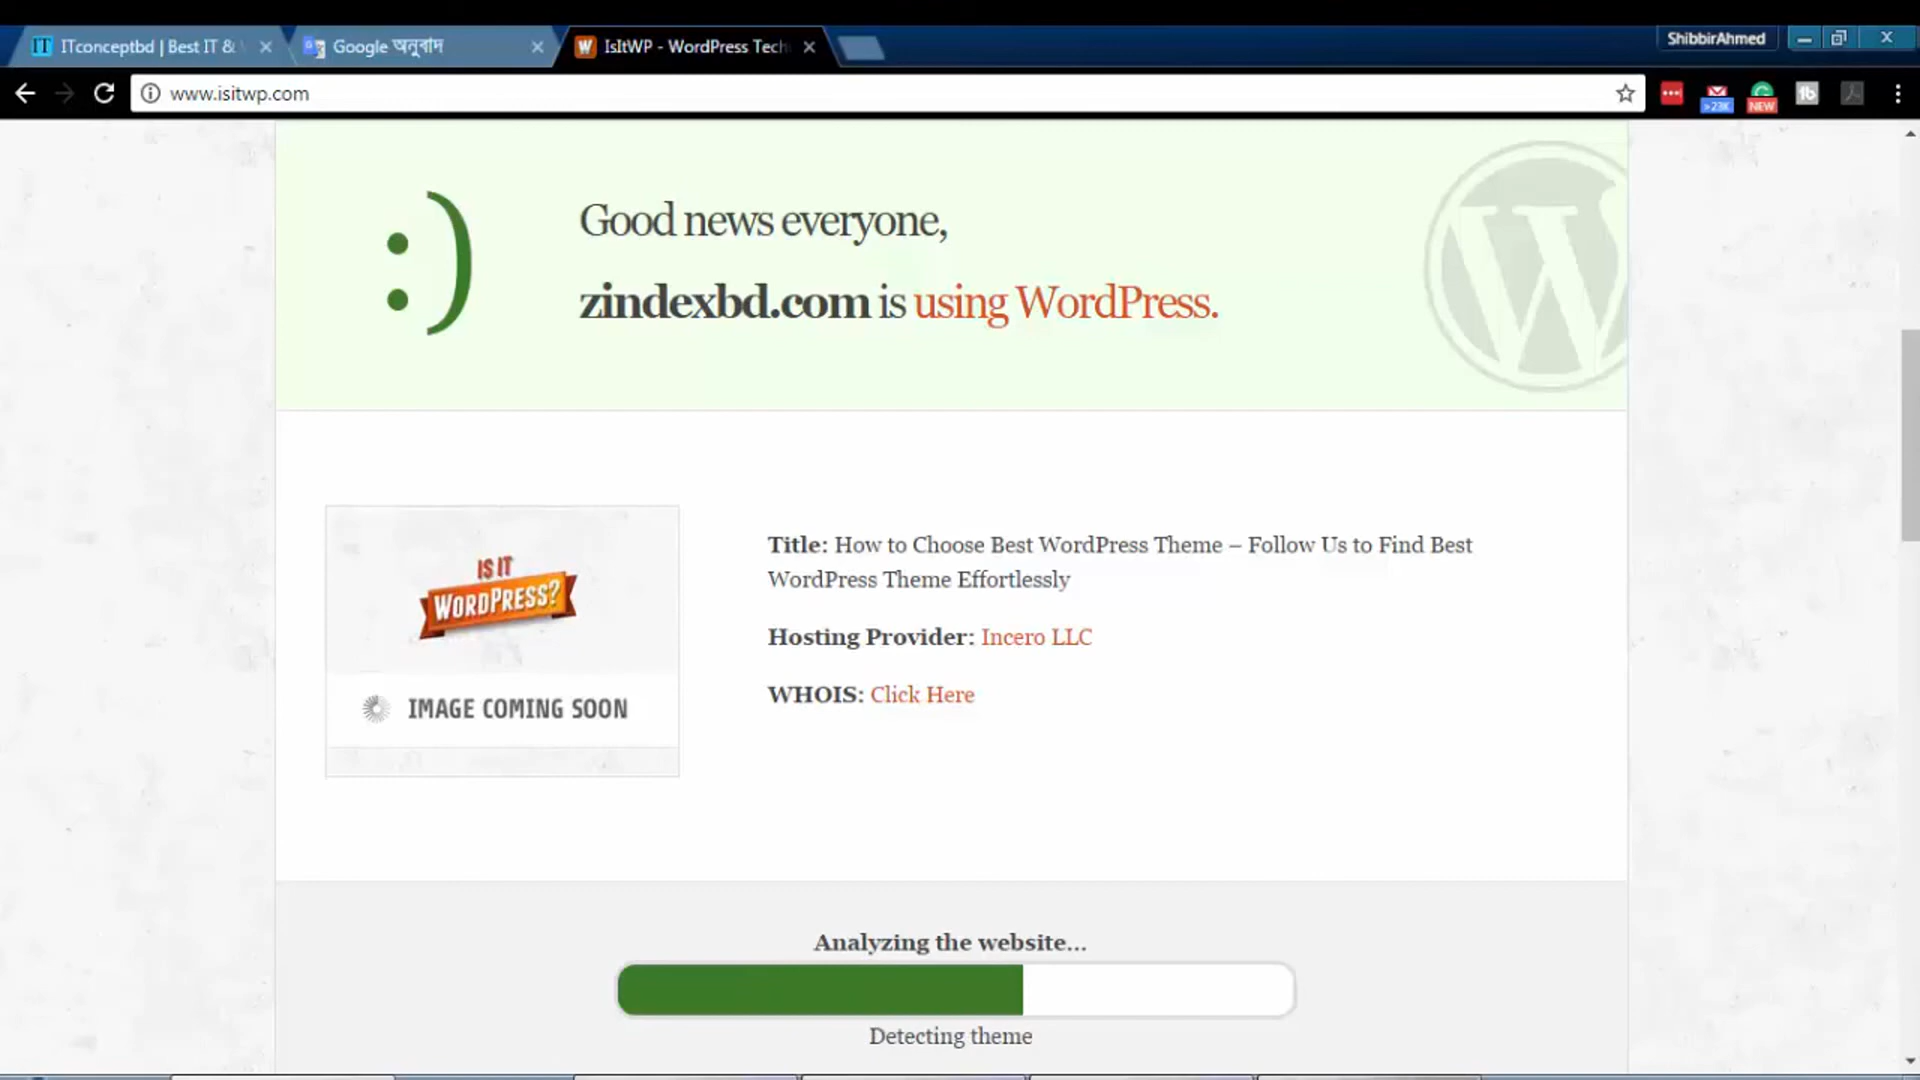 ITconceptbd | Best IT &
Google অনুবাদ
IsItWP - WordPress Tech
ShibbirAhmed
www.isitwp.com
>23K
NEW
:)
Good news everyone,
zindexbd.com is using WordPress.
IS IT
WORDPRESS?
IMAGE COMING SOON
Title: How to Choose Best WordPress Theme – Follow Us to Find Best
WordPress Theme Effortlessly
Hosting Provider: Incero LLC
WHOIS: Click Here
Analyzing the website...
Detecting theme